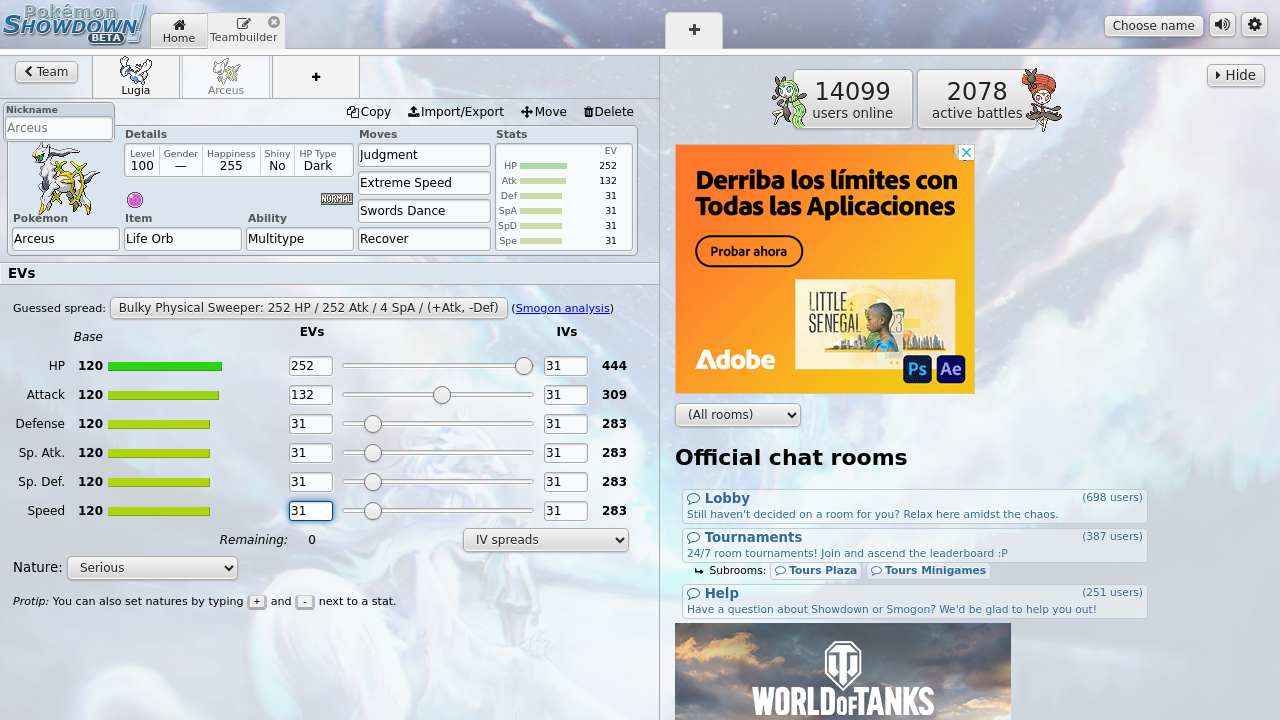 Pokémon
SHOWDOWN!
BETA
Home
Teambuilder
+
Choose name
Team
Lugia
Arceus
+
Hide
Nickname
Arceus
Copy
Import/Export
Move
Delete
Details
Level
100
Gender
—
Happiness
255
Shiny
No
HP Type
Dark
NORMAL
Pokémon
Arceus
Item
Life Orb
Ability
Multitype
Moves
Judgment
Extreme Speed
Swords Dance
Recover
Stats
EV
HP 252
Atk 132
Def 31
SpA 31
SpD 31
Spe 31
EVs
Guessed spread: Bulky Physical Sweeper: 252 HP / 252 Atk / 4 SpA / (+Atk, -Def) (Smogon analysis)
Base EVs IVs
HP 120 252 31 444
Attack 120 132 31 309
Defense 120 31 31 283
Sp. Atk. 120 31 31 283
Sp. Def. 120 31 31 283
Speed 120 31 31 283
Remaining: 0
IV spreads
Nature: Serious
Protip: You can also set natures by typing + and - next to a stat.
14099
users online
2078
active battles
Derriba los límites con
Todas las Aplicaciones
Probar ahora
LITTLE
SENEGAL
23
Adobe
Ps
Ae
(All rooms)
Official chat rooms
Lobby (698 users)
Still haven't decided on a room for you? Relax here amidst the chaos.
Tournaments (387 users)
24/7 room tournaments! Join and ascend the leaderboard :P
↳ Subrooms: Tours Plaza Tours Minigames
Help (251 users)
Have a question about Showdown or Smogon? We'd be glad to help you out!
WORLD OF TANKS